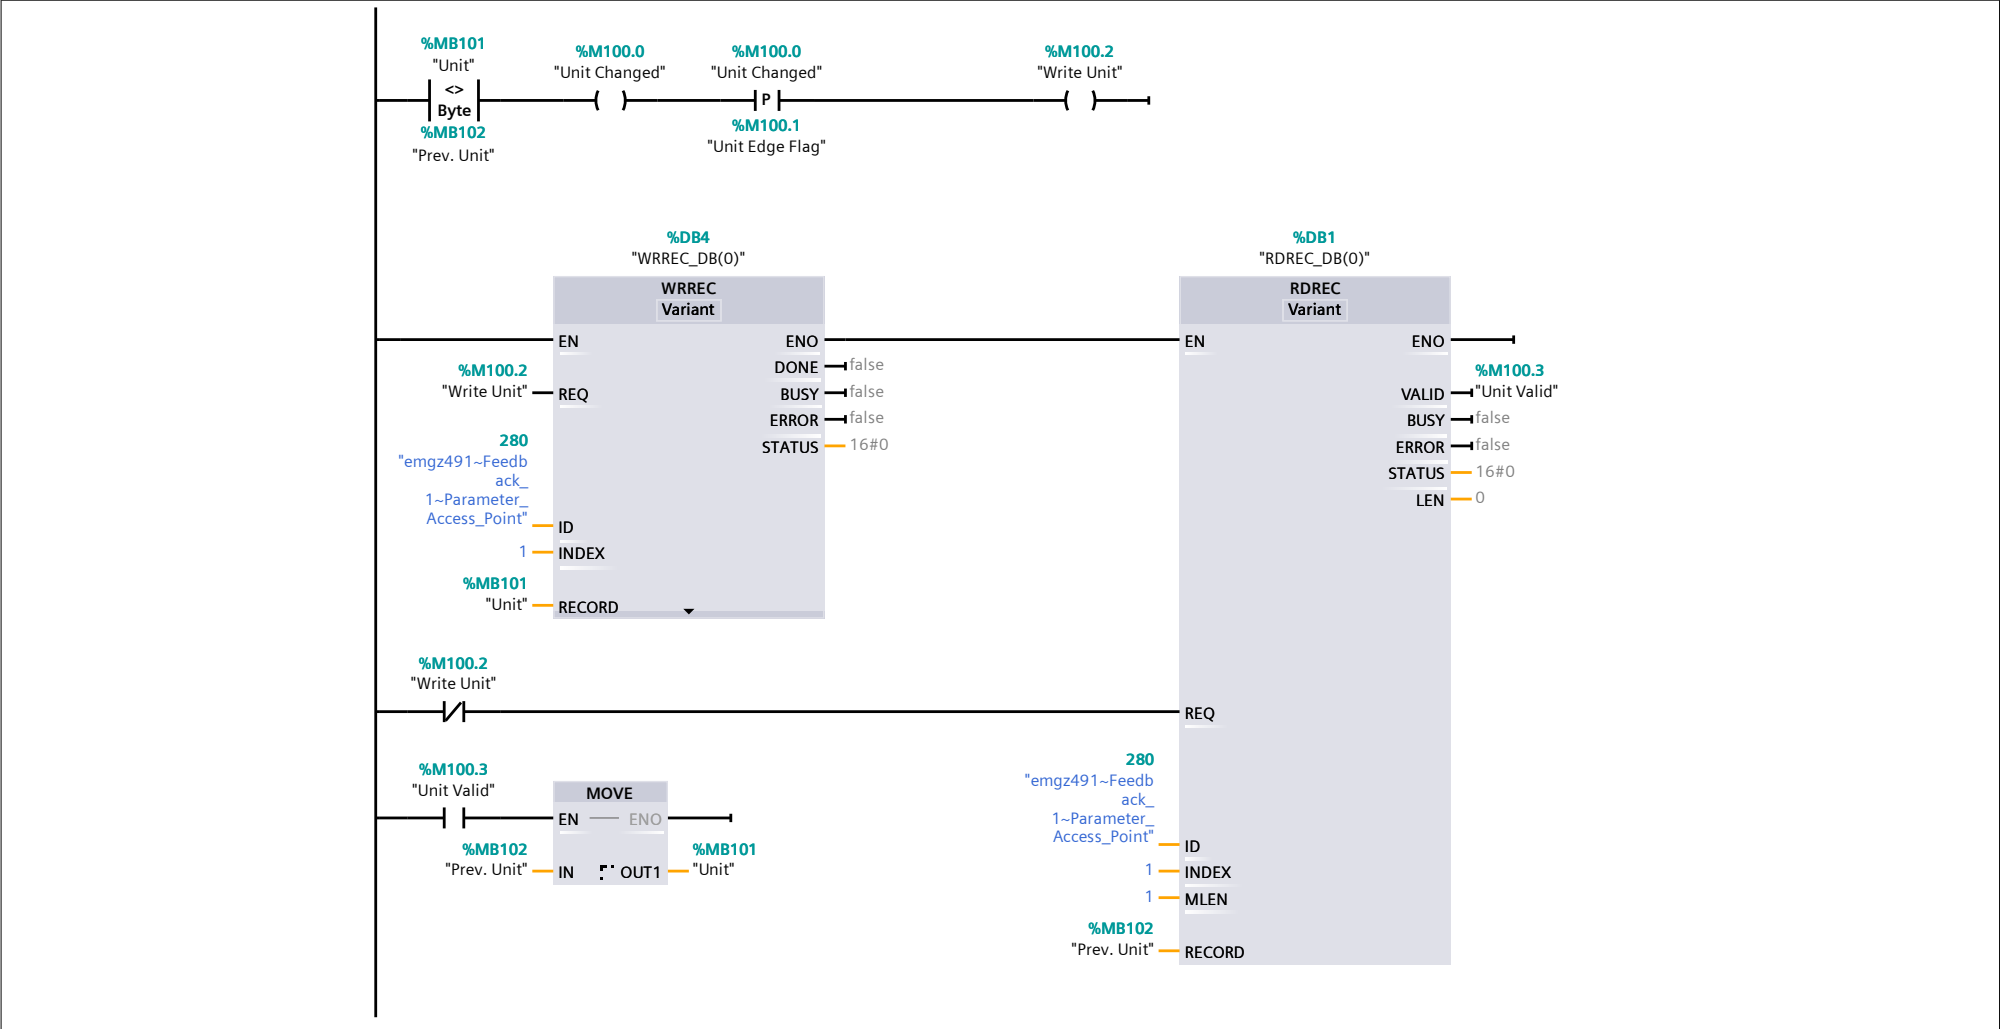 %MB101
"Unit"
<>
Byte
%MB102
"Prev. Unit"
%M100.0
"Unit Changed"
%M100.0
"Unit Changed"
P
%M100.1
"Unit Edge Flag"
%M100.2
"Write Unit"
%DB4
"WRREC_DB(0)"
WRREC
Variant
EN
ENO
DONE
false
%M100.2
"Write Unit"
REQ
BUSY
false
ERROR
false
STATUS
16#0
280
"emgz491~Feedb
ack_
1~Parameter_
Access_Point"
ID
1
INDEX
%MB101
"Unit"
RECORD
%DB1
"RDREC_DB(0)"
RDREC
Variant
EN
ENO
%M100.3
"Unit Valid"
VALID
BUSY
false
ERROR
false
STATUS
16#0
LEN
0
%M100.2
"Write Unit"
REQ
280
"emgz491~Feedb
ack_
1~Parameter_
Access_Point"
ID
1
INDEX
1
MLEN
%MB102
"Prev. Unit"
RECORD
%M100.3
"Unit Valid"
MOVE
EN
ENO
%MB102
"Prev. Unit"
IN
OUT1
%MB101
"Unit"